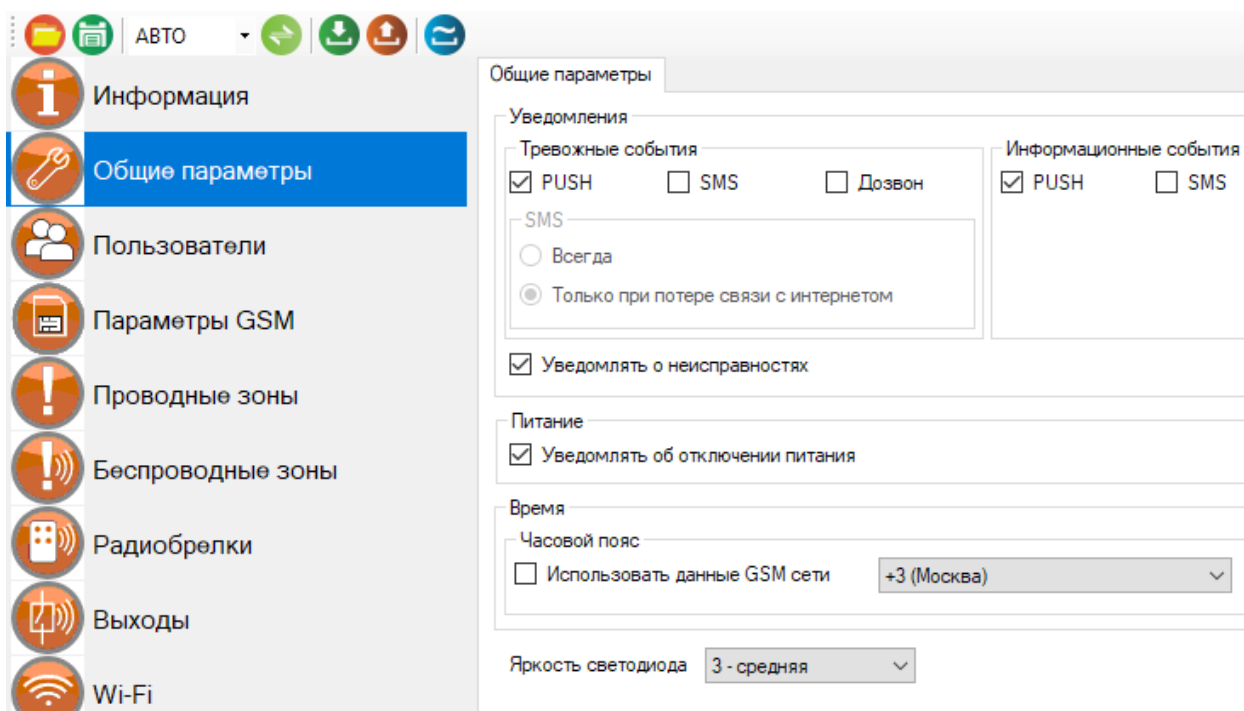 АВТО
Информация
Общие параметры
Пользователи
Параметры GSM
Проводные зоны
Беспроводные зоны
Радиобрелки
Выходы
Wi-Fi
Общие параметры
Уведомления
Тревожные события
PUSH SMS Дозвон
SMS
Всегда
Только при потере связи с интернетом
Информационные события
PUSH SMS
Уведомлять о неисправностях
Питание
Уведомлять об отключении питания
Время
Часовой пояс
Использовать данные GSM сети +3 (Москва)
Яркость светодиода 3 - средняя